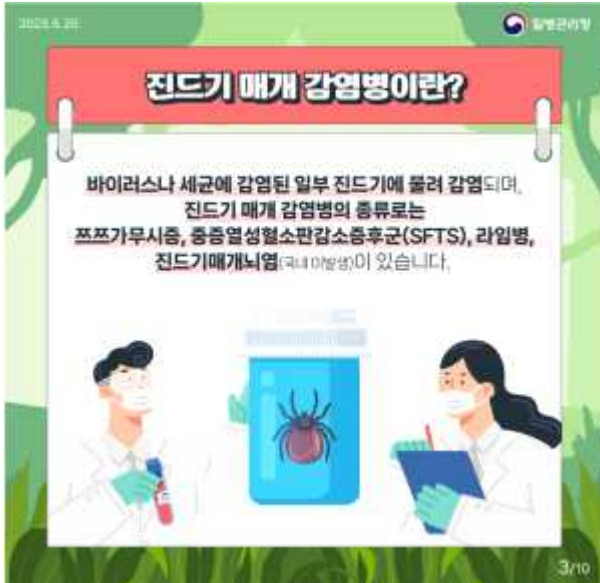 질병관리청
진드기 매개 감염병이란?
바이러스나 세균에 감염된 일부 진드기에 물려 감염되며,
진드기 매개 감염병의 종류로는
쯔쯔가무시증, 중증열성혈소판감소증후군(SFTS), 라임병,
진드기매개뇌염(국내 미발생)이 있습니다.
3/10